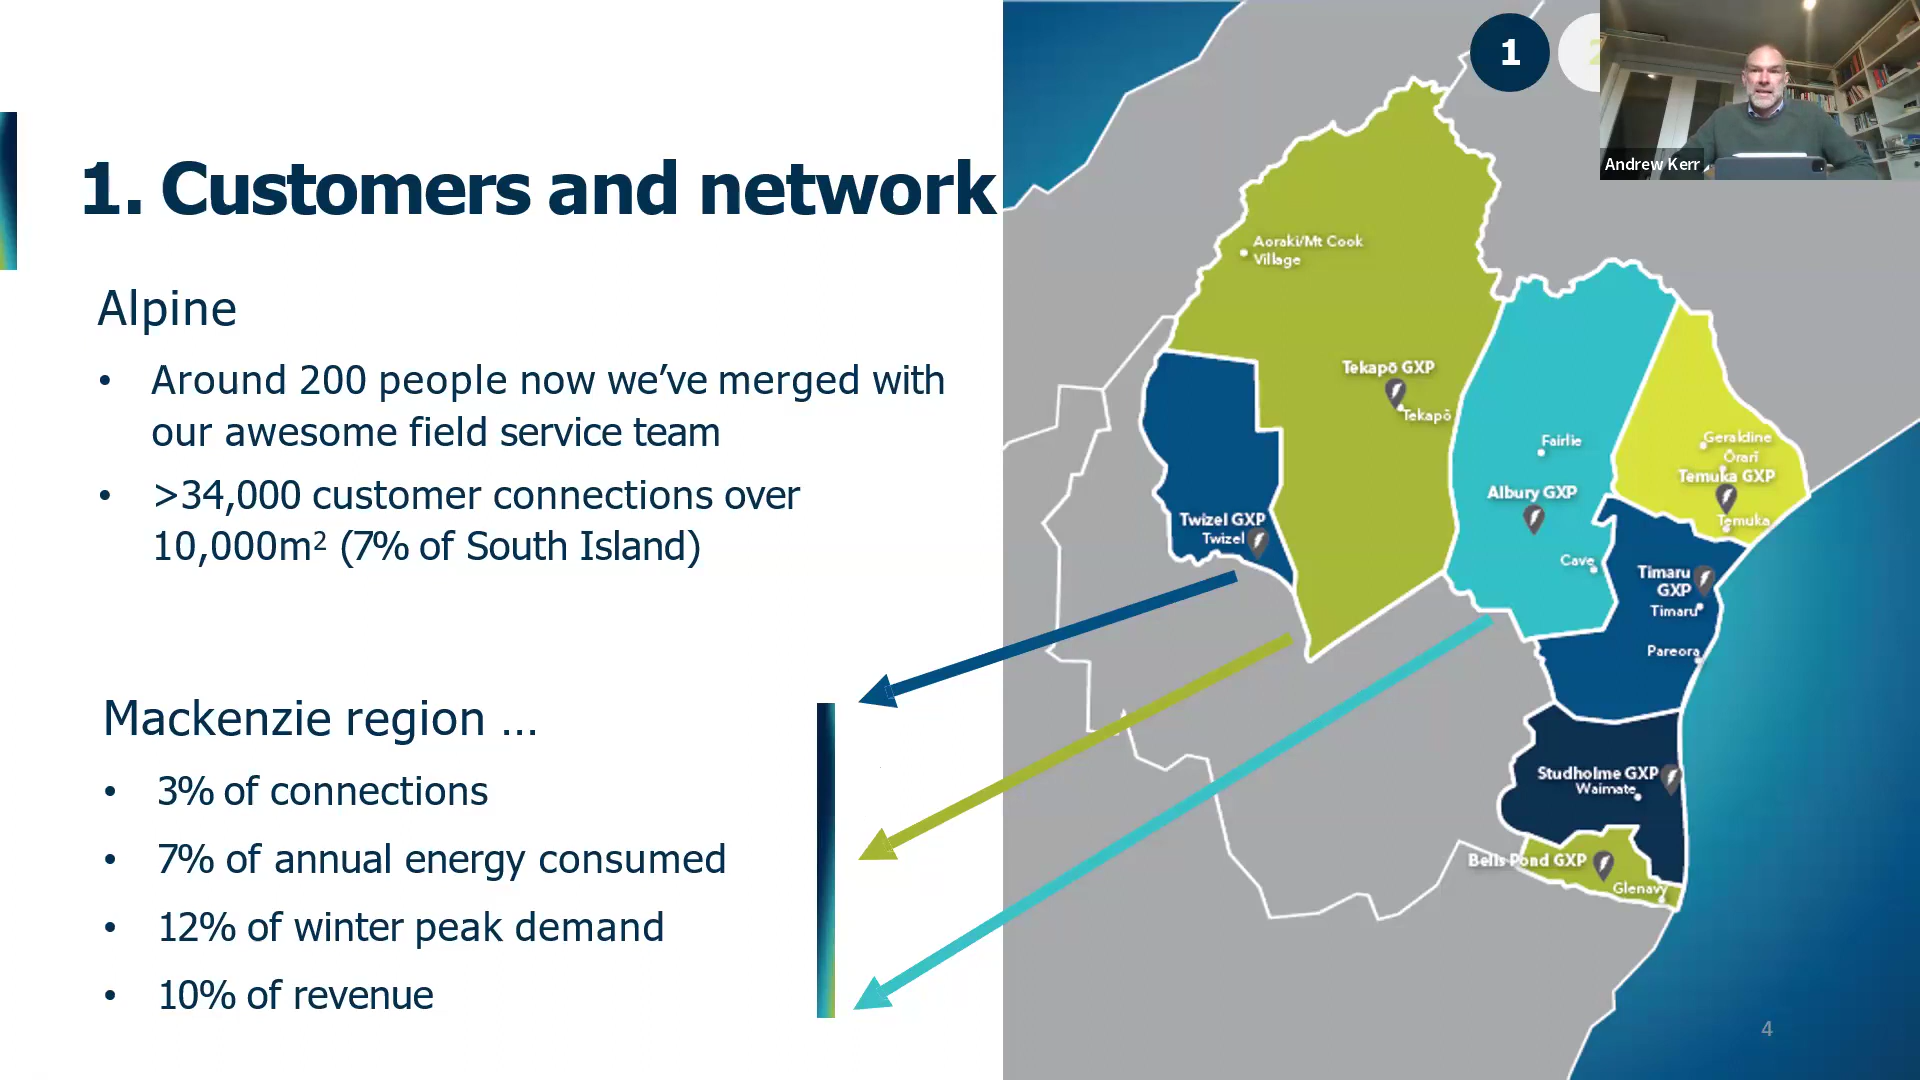 1. Customers and network
Alpine
• Around 200 people now we’ve merged with
our awesome field service team
• >34,000 customer connections over
10,000m² (7% of South Island)
Mackenzie region ...
• 3% of connections
• 7% of annual energy consumed
• 12% of winter peak demand
• 10% of revenue
1
2
Andrew Kerr
Aoraki/Mt Cook
Village
Tekapō GXP
Tekapō
Twizel GXP
Twizel
Fairlie
Albury GXP
Cave
Geraldine
Ōrari
Temuka GXP
Temuka
Timaru
GXP
Timaru
Pareora
Studholme GXP
Waimate
Bells Pond GXP
Glenavy
4